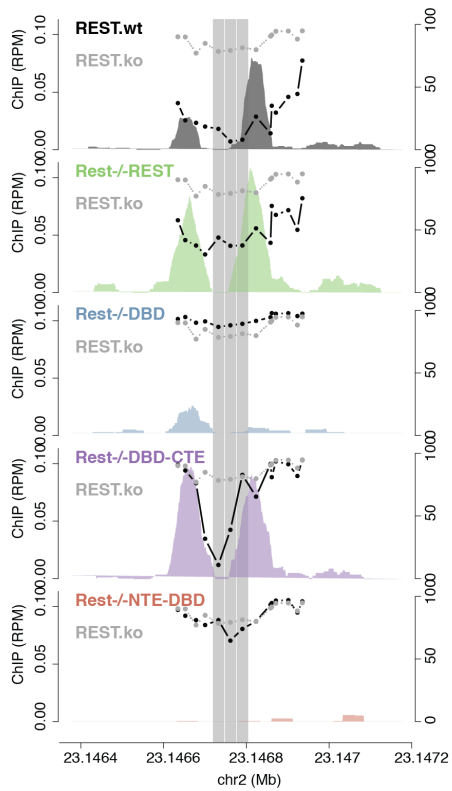 REST.wt
REST.ko
ChIP (RPM)
0.00
0.05
0.10
0
50
100
Rest-/-REST
REST.ko
ChIP (RPM)
0.00
0.05
0.10
0
50
100
Rest-/-DBD
REST.ko
ChIP (RPM)
0.00
0.05
0.10
0
50
100
Rest-/-DBD-CTE
REST.ko
ChIP (RPM)
0.00
0.05
0.10
0
50
100
Rest-/-NTE-DBD
REST.ko
ChIP (RPM)
0.00
0.05
0.10
0
50
100
23.1464 23.1466 23.1468 23.147 23.1472
chr2 (Mb)